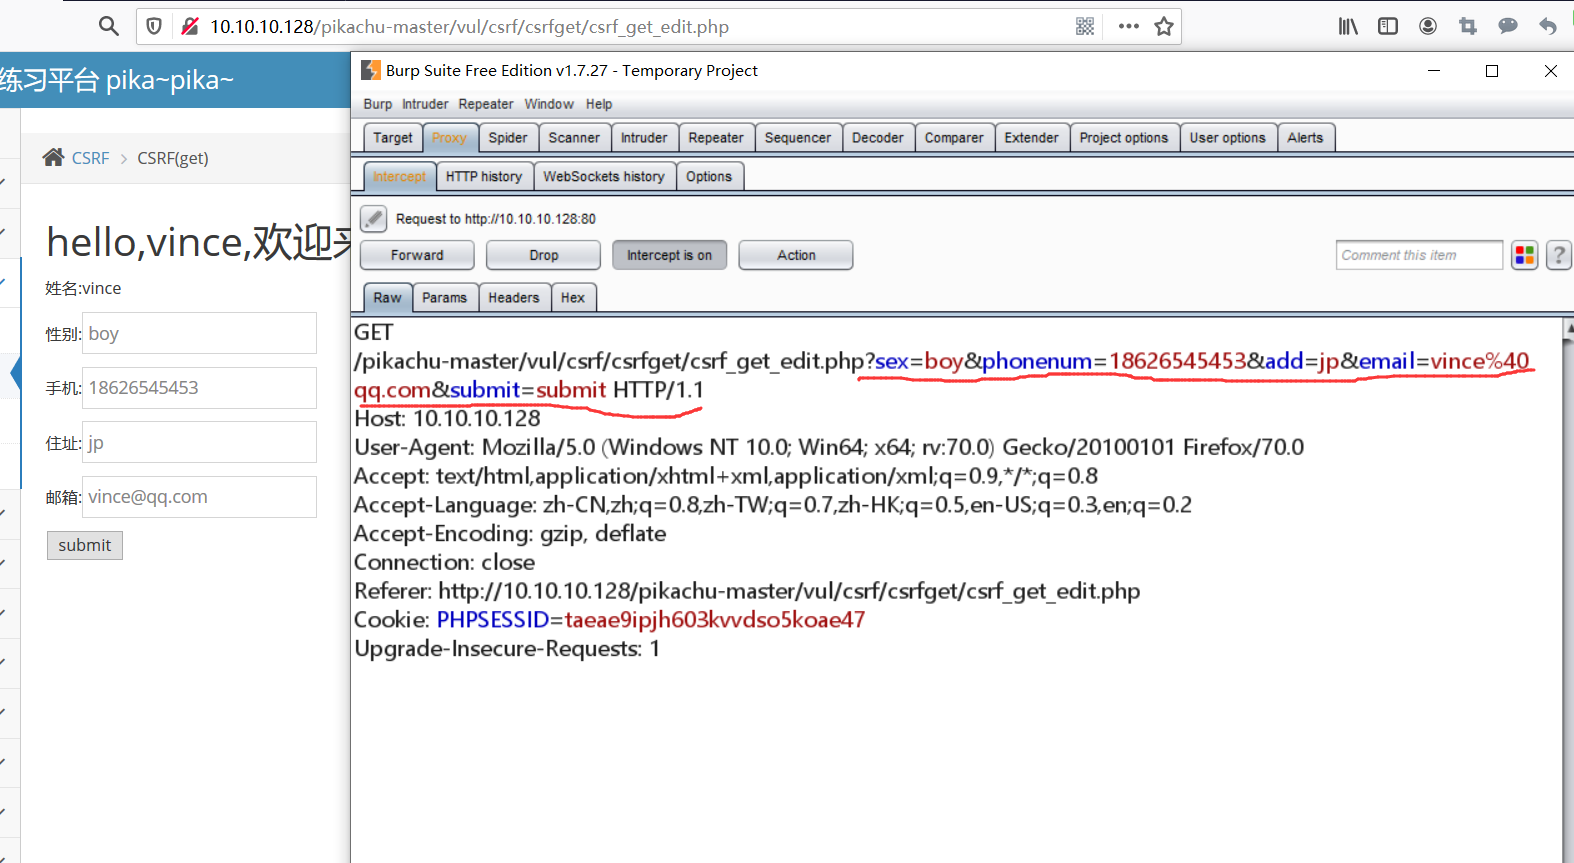 10.10.10.128/pikachu-master/vul/csrf/csrfget/csrf_get_edit.php
练习平台 pika~pika~
CSRF > CSRF(get)
hello,vince,欢迎来
姓名:vince
性别: boy
手机: 18626545453
住址: jp
邮箱: vince@qq.com
submit
Burp Suite Free Edition v1.7.27 - Temporary Project
Burp Intruder Repeater Window Help
Target Proxy Spider Scanner Intruder Repeater Sequencer Decoder Comparer Extender Project options User options Alerts
Intercept HTTP history WebSockets history Options
Request to http://10.10.10.128:80
Forward Drop Intercept is on Action Comment this item ?
Raw Params Headers Hex
GET
/pikachu-master/vul/csrf/csrfget/csrf_get_edit.php?sex=boy&phonenum=18626545453&add=jp&email=vince%40
qq.com&submit=submit HTTP/1.1
Host: 10.10.10.128
User-Agent: Mozilla/5.0 (Windows NT 10.0; Win64; x64; rv:70.0) Gecko/20100101 Firefox/70.0
Accept: text/html,application/xhtml+xml,application/xml;q=0.9,*/*;q=0.8
Accept-Language: zh-CN,zh;q=0.8,zh-TW;q=0.7,zh-HK;q=0.5,en-US;q=0.3,en;q=0.2
Accept-Encoding: gzip, deflate
Connection: close
Referer: http://10.10.10.128/pikachu-master/vul/csrf/csrfget/csrf_get_edit.php
Cookie: PHPSESSID=taeae9ipjh603kvvdso5koae47
Upgrade-Insecure-Requests: 1